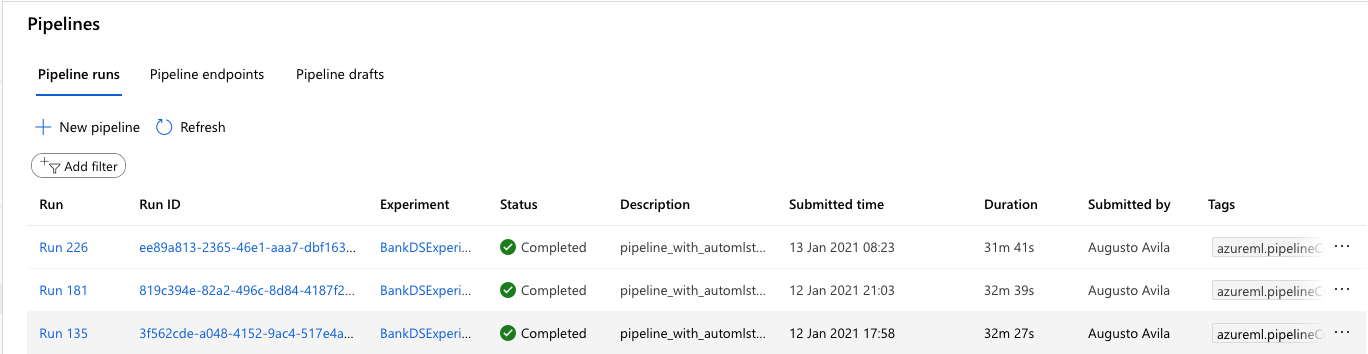 Pipelines
Pipeline runs Pipeline endpoints Pipeline drafts
New pipeline Refresh
Add filter
Run Run ID Experiment Status Description Submitted time Duration Submitted by Tags
Run 226 ee89a813-2365-46e1-aaa7-dbf163... BankDSExperi... Completed pipeline_with_automlst... 13 Jan 2021 08:23 31m 41s Augusto Avila azureml.pipelineC ...
Run 181 819c394e-82a2-496c-8d84-4187f2... BankDSExperi... Completed pipeline_with_automlst... 12 Jan 2021 21:03 32m 39s Augusto Avila azureml.pipelineC ...
Run 135 3f562cde-a048-4152-9ac4-517e4a... BankDSExperi... Completed pipeline_with_automlst... 12 Jan 2021 17:58 32m 27s Augusto Avila azureml.pipelineC ...